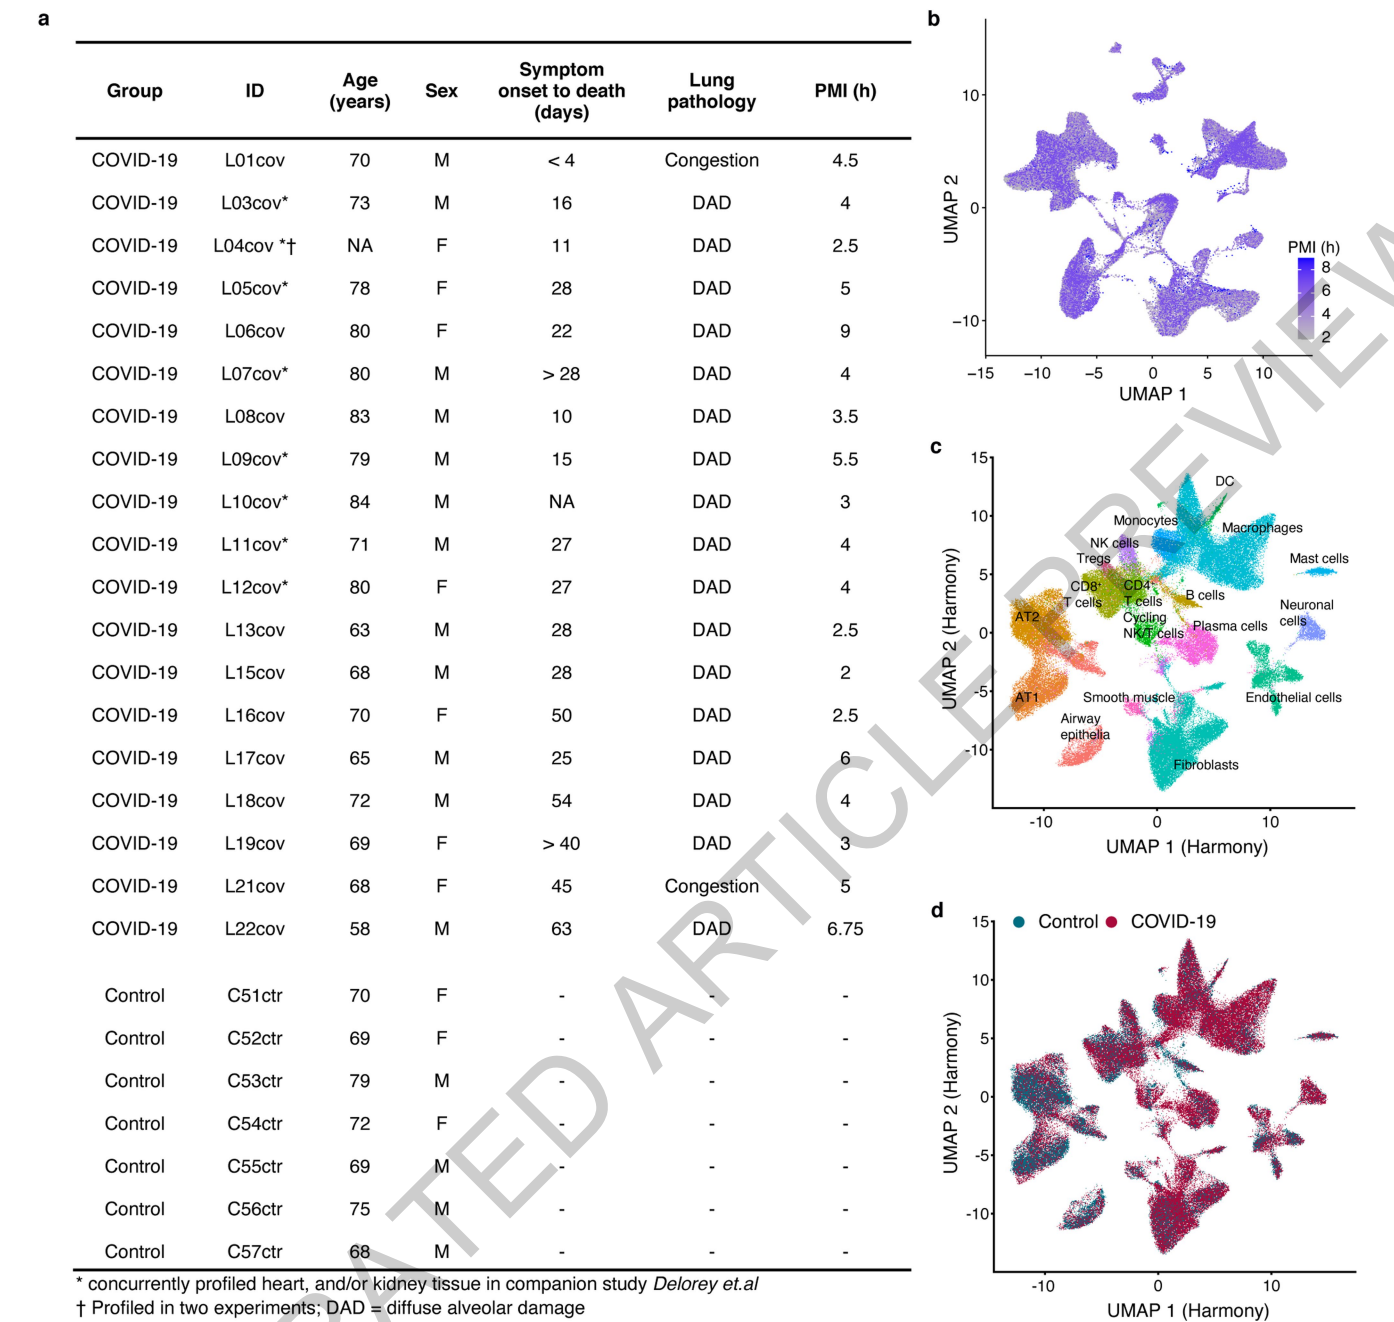 a
Group ID Age (years) Sex Symptom onset to death (days) Lung pathology PMI (h)
COVID-19 L01cov 70 M < 4 Congestion 4.5
COVID-19 L03cov* 73 M 16 DAD 4
COVID-19 L04cov *† NA F 11 DAD 2.5
COVID-19 L05cov* 78 F 28 DAD 5
COVID-19 L06cov 80 F 22 DAD 9
COVID-19 L07cov* 80 M > 28 DAD 4
COVID-19 L08cov 83 M 10 DAD 3.5
COVID-19 L09cov* 79 M 15 DAD 5.5
COVID-19 L10cov* 84 M NA DAD 3
COVID-19 L11cov* 71 M 27 DAD 4
COVID-19 L12cov* 80 F 27 DAD 4
COVID-19 L13cov 63 M 28 DAD 2.5
COVID-19 L15cov 68 M 28 DAD 2
COVID-19 L16cov 70 F 50 DAD 2.5
COVID-19 L17cov 65 M 25 DAD 6
COVID-19 L18cov 72 M 54 DAD 4
COVID-19 L19cov 69 F > 40 DAD 3
COVID-19 L21cov 68 F 45 Congestion 5
COVID-19 L22cov 58 M 63 DAD 6.75
Control C51ctr 70 F - - -
Control C52ctr 69 F - - -
Control C53ctr 79 M - - -
Control C54ctr 72 F - - -
Control C55ctr 69 M - - -
Control C56ctr 75 M - - -
Control C57ctr 68 M - - -
* concurrently profiled heart, and/or kidney tissue in companion study Delorey et.al
† Profiled in two experiments; DAD = diffuse alveolar damage
b
UMAP 2
10
0
−10
−15 −10 −5 0 5 10
UMAP 1
PMI (h)
8
6
4
2
c
UMAP 2 (Harmony)
15
10
5
0
-5
-10
DC
Monocytes
Macrophages
NK cells
Tregs
Mast cells
CD8+
T cells
CD4+
T cells
B cells
Cycling
NK/T cells
Plasma cells
Neuronal
cells
AT2
AT1
Smooth muscle
Endothelial cells
Airway
epithelia
Fibroblasts
-10 0 10
UMAP 1 (Harmony)
d
Control COVID-19
UMAP 2 (Harmony)
15
10
5
0
-5
-10
-10 0 10
UMAP 1 (Harmony)
ATED ARTICLE PREVIEW